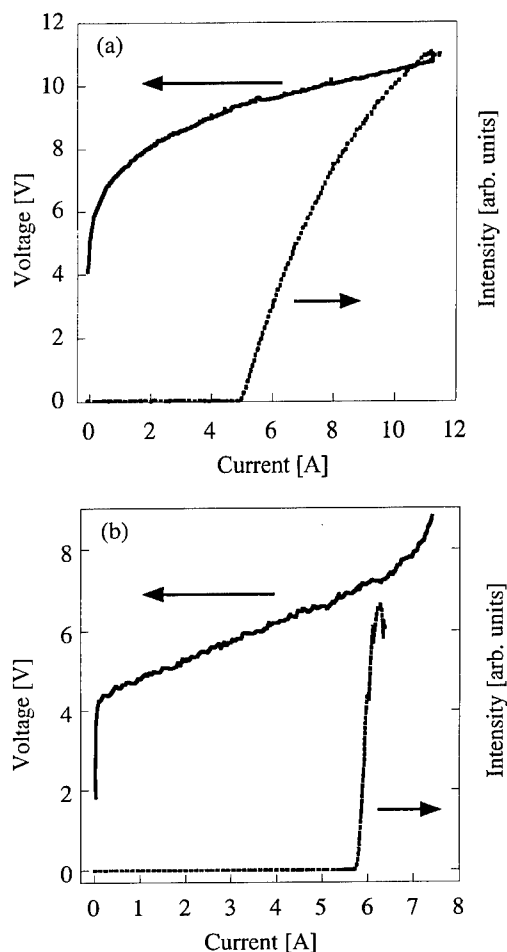 (a)
12
10
8
6
4
2
0
Voltage [V]
Intensity [arb. units]
0 2 4 6 8 10 12
Current [A]
(b)
8
6
4
2
0
Voltage [V]
Intensity [arb. units]
0 1 2 3 4 5 6 7 8
Current [A]